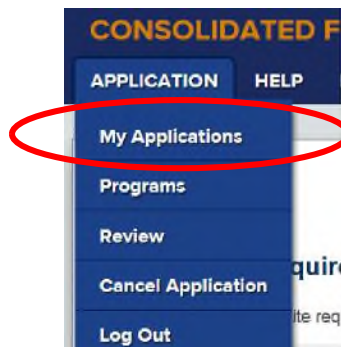 CONSOLIDATED F
APPLICATION HELP
My Applications
Programs
Review
quire
Cancel Application
ite req
Log Out